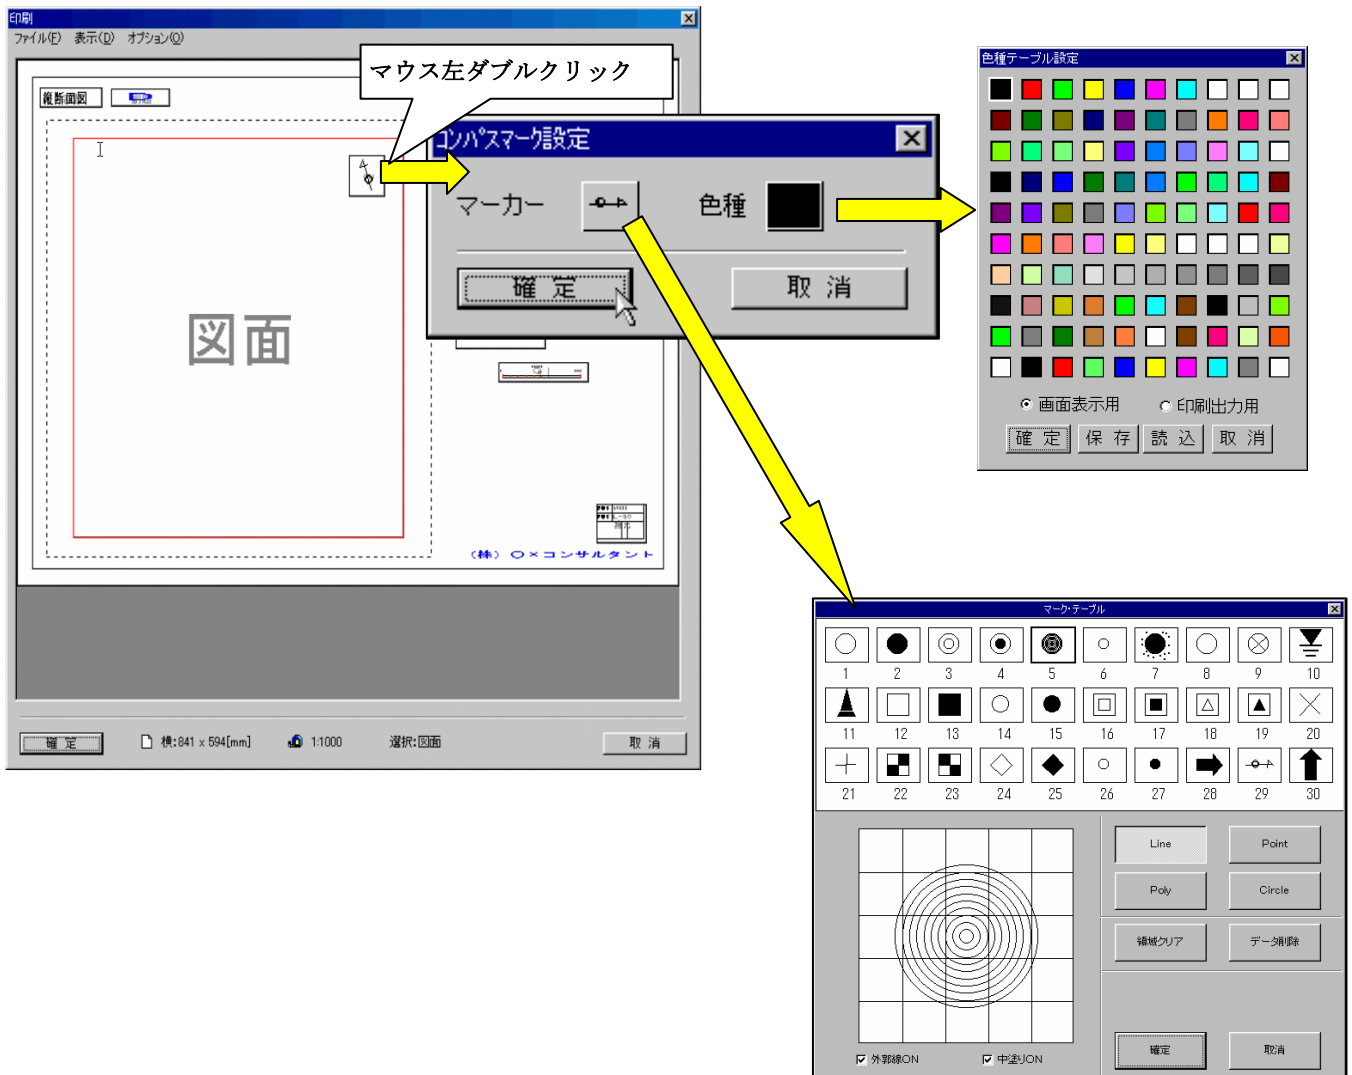 印刷
ファイル(F) 表示(D) オプション(O)
マウス左ダブルクリック
縦断面図
図面
(株) ○×コンサルタント
確 定 横:841 x 594[mm] 1:1000 選択:図面 取 消
コンパスマーク設定
マーカー 色種
確 定 取 消
色種テーブル設定
画面表示用 印刷出力用
確 定 保 存 読 込 取 消
マーク・テーブル
1 2 3 4 5 6 7 8 9 10
11 12 13 14 15 16 17 18 19 20
21 22 23 24 25 26 27 28 29 30
Line Point
Poly Circle
領域クリア データ削除
外郭線ON 中塗りON
確定 取消